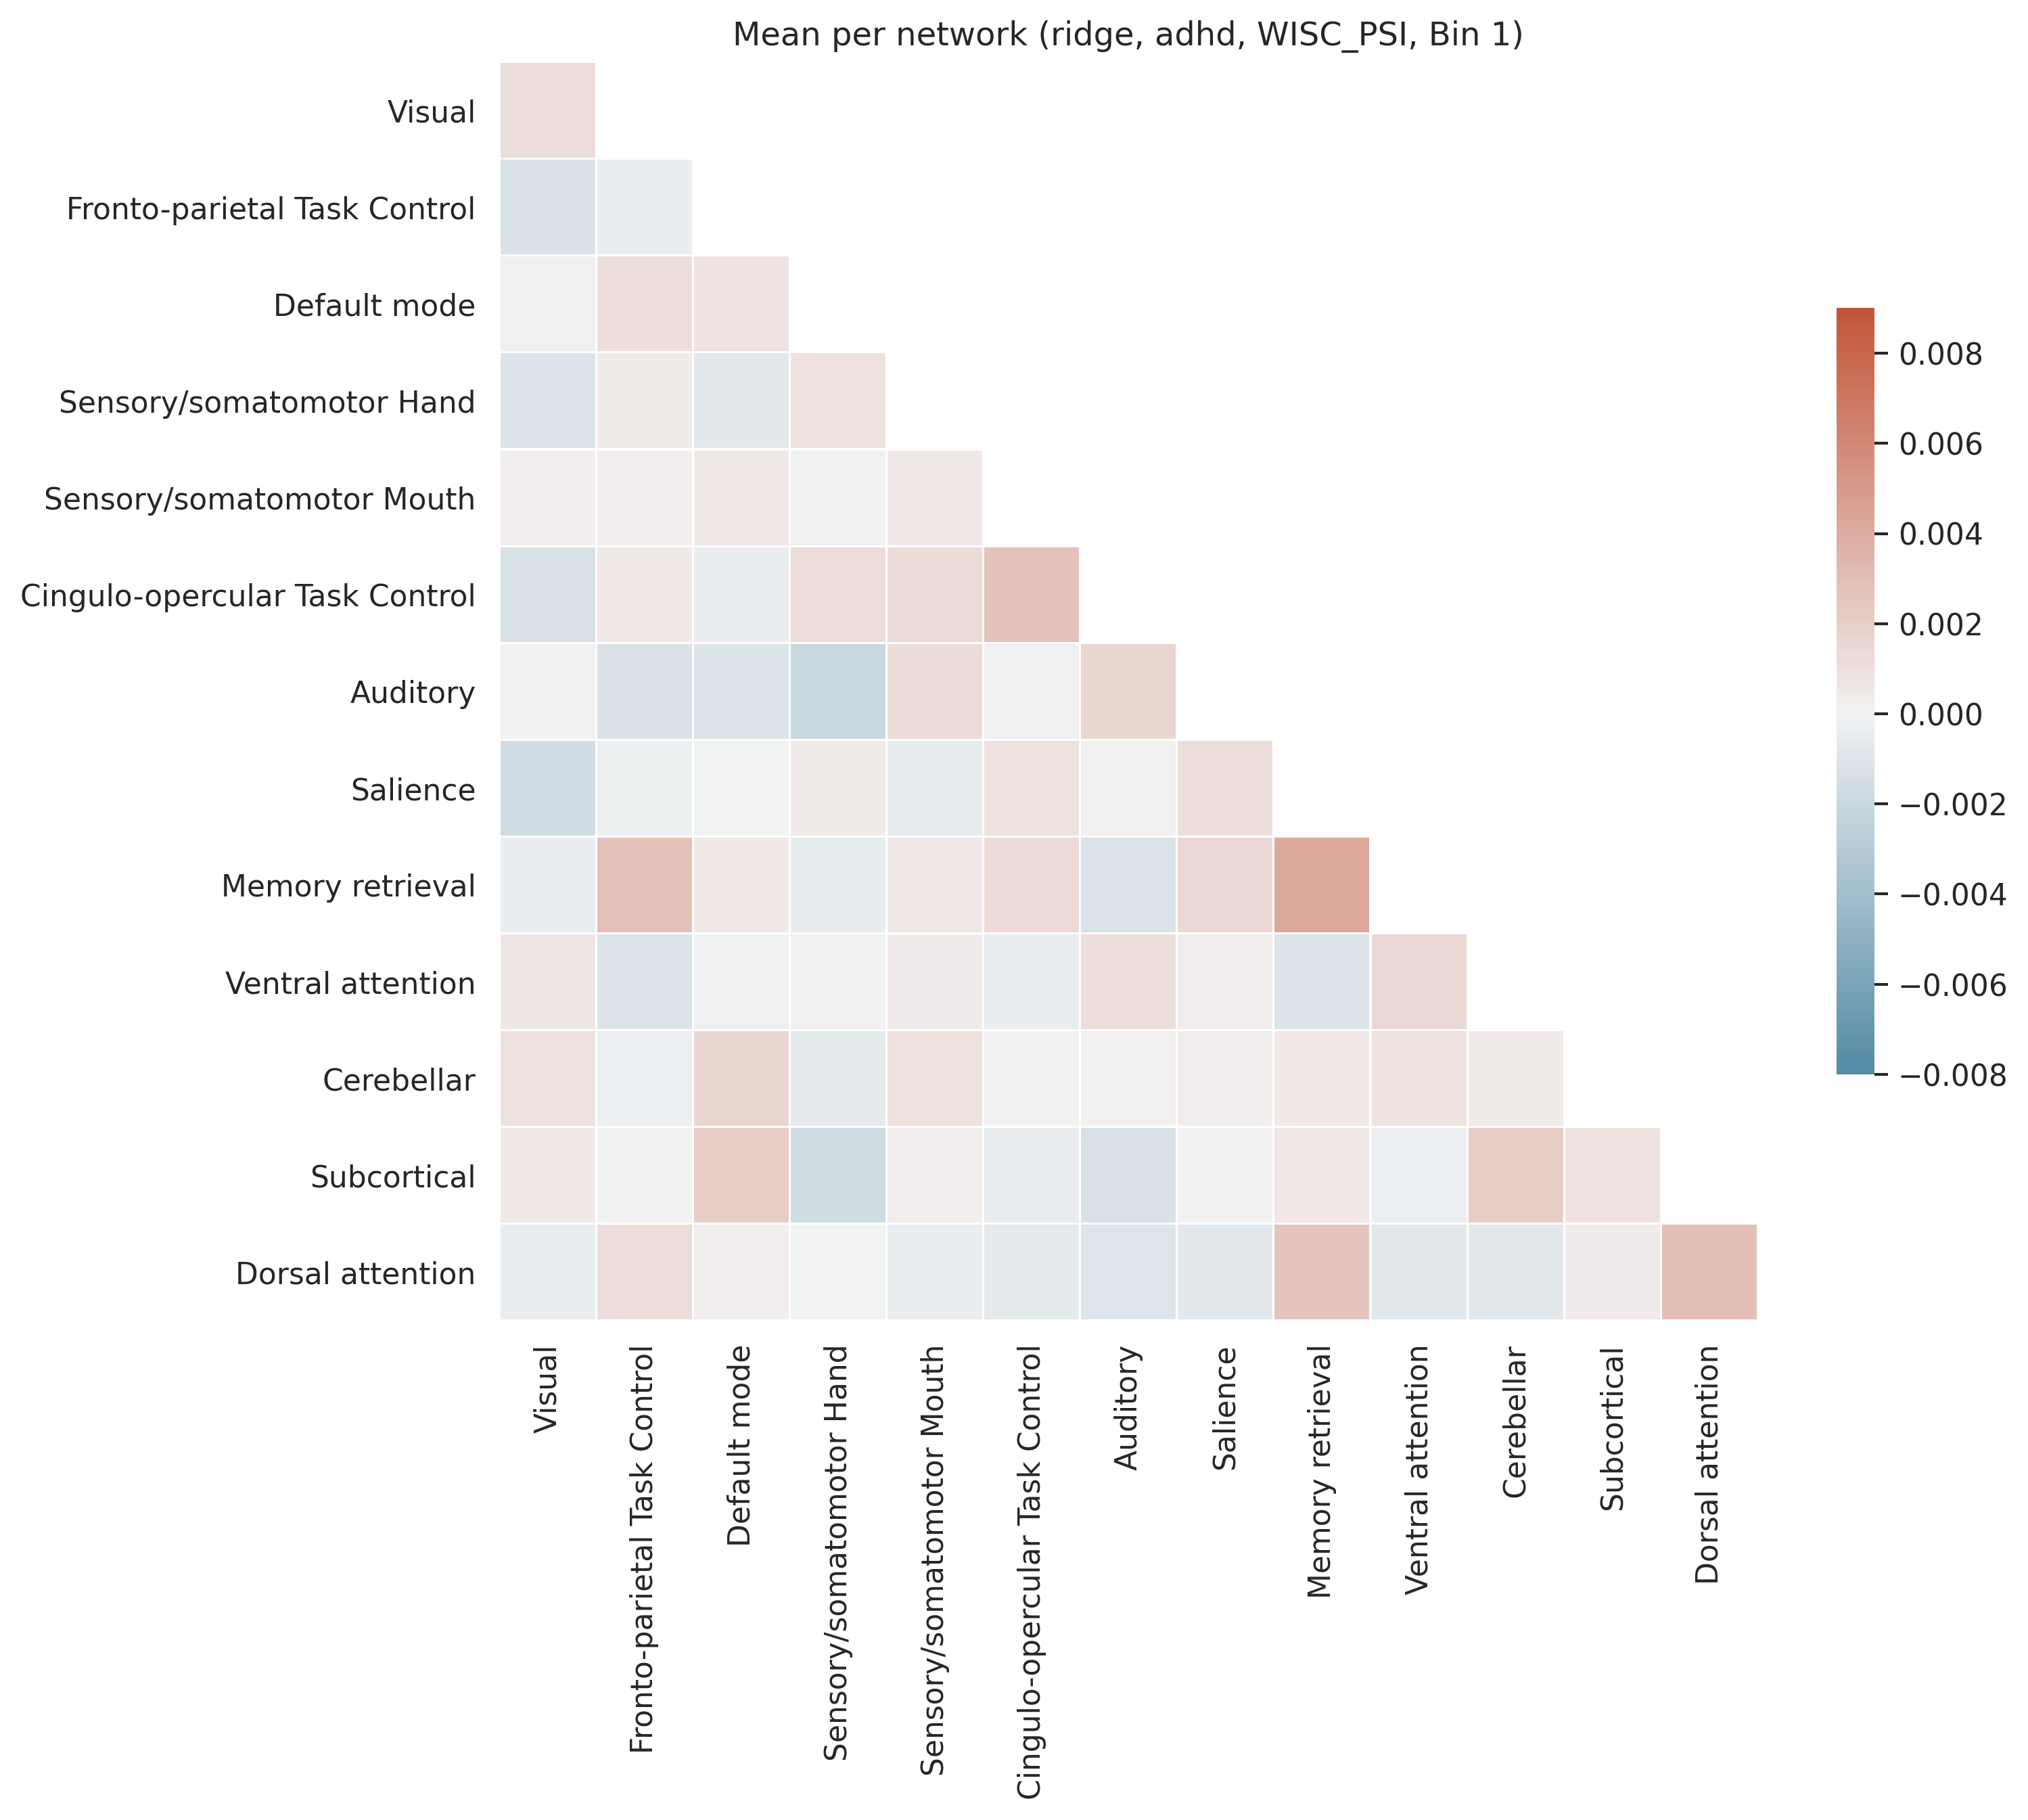 Mean per network (ridge, adhd, WISC_PSI, Bin 1)
Visual
Fronto-parietal Task Control
Default mode
Sensory/somatomotor Hand
Sensory/somatomotor Mouth
Cingulo-opercular Task Control
Auditory
Salience
Memory retrieval
Ventral attention
Cerebellar
Subcortical
Dorsal attention
Visual
Fronto-parietal Task Control
Default mode
Sensory/somatomotor Hand
Sensory/somatomotor Mouth
Cingulo-opercular Task Control
Auditory
Salience
Memory retrieval
Ventral attention
Cerebellar
Subcortical
Dorsal attention
0.008
0.006
0.004
0.002
0.000
−0.002
−0.004
−0.006
−0.008